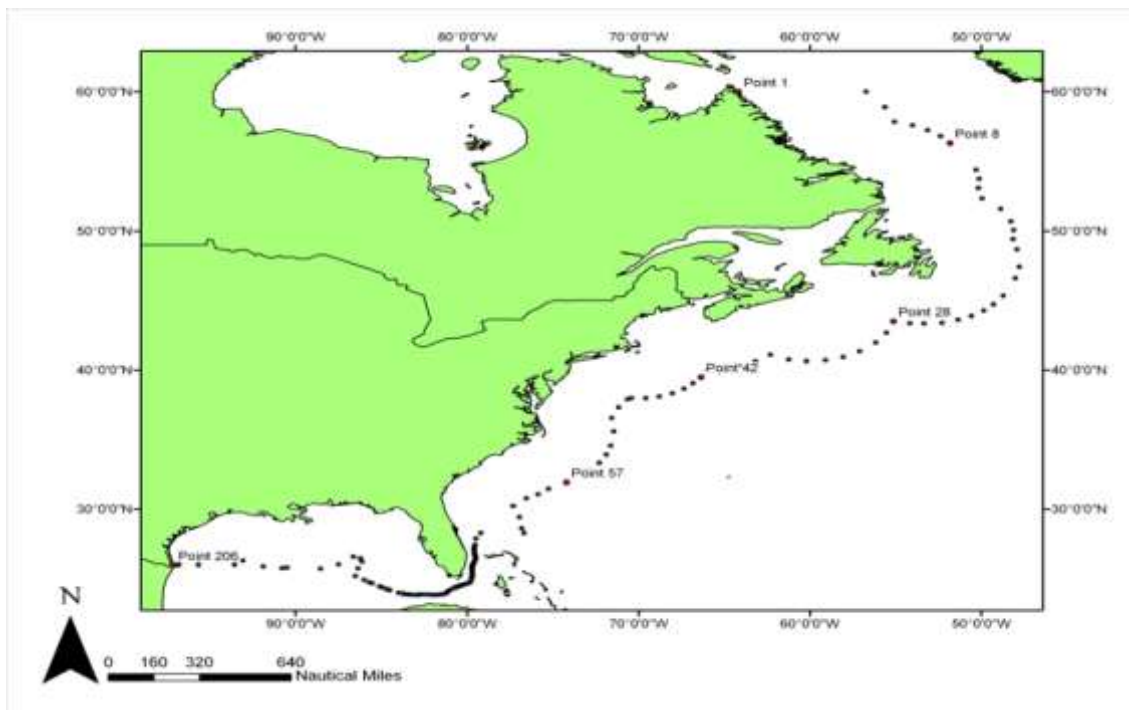 90°0'0"W 80°0'0"W 70°0'0"W 60°0'0"W 50°0'0"W
60°0'0"N Point 1 60°0'0"N
Point 8
50°0'0"N 50°0'0"N
Point 28
40°0'0"N Point 42 40°0'0"N
Point 57
30°0'0"N 30°0'0"N
Point 206
90°0'0"W 80°0'0"W 70°0'0"W 60°0'0"W 50°0'0"W
N
0 160 320 640
Nautical Miles